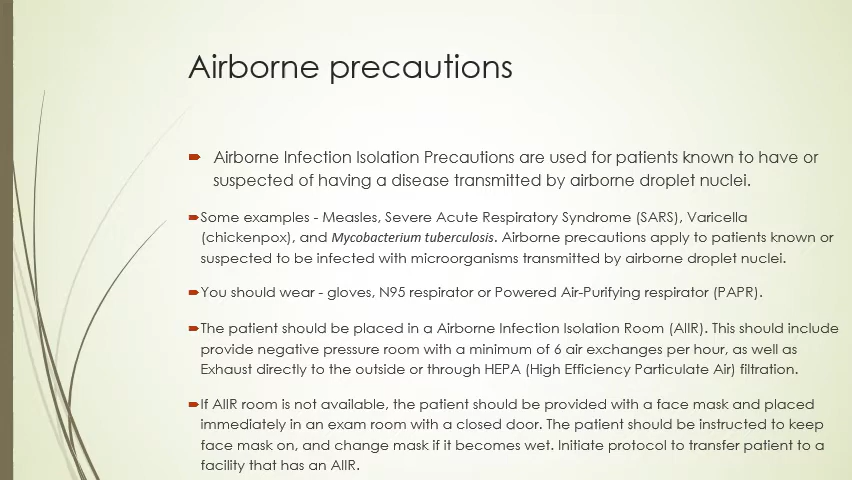 Airborne precautions
Airborne Infection Isolation Precautions are used for patients known to have or
suspected of having a disease transmitted by airborne droplet nuclei.
Some examples - Measles, Severe Acute Respiratory Syndrome (SARS), Varicella
(chickenpox), and Mycobacterium tuberculosis. Airborne precautions apply to patients known or
suspected to be infected with microorganisms transmitted by airborne droplet nuclei.
You should wear - gloves, N95 respirator or Powered Air-Purifying respirator (PAPR).
The patient should be placed in a Airborne Infection Isolation Room (AIIR). This should include
provide negative pressure room with a minimum of 6 air exchanges per hour, as well as
Exhaust directly to the outside or through HEPA (High Efficiency Particulate Air) filtration.
If AIIR room is not available, the patient should be provided with a face mask and placed
immediately in an exam room with a closed door. The patient should be instructed to keep
face mask on, and change mask if it becomes wet. Initiate protocol to transfer patient to a
facility that has an AIIR.